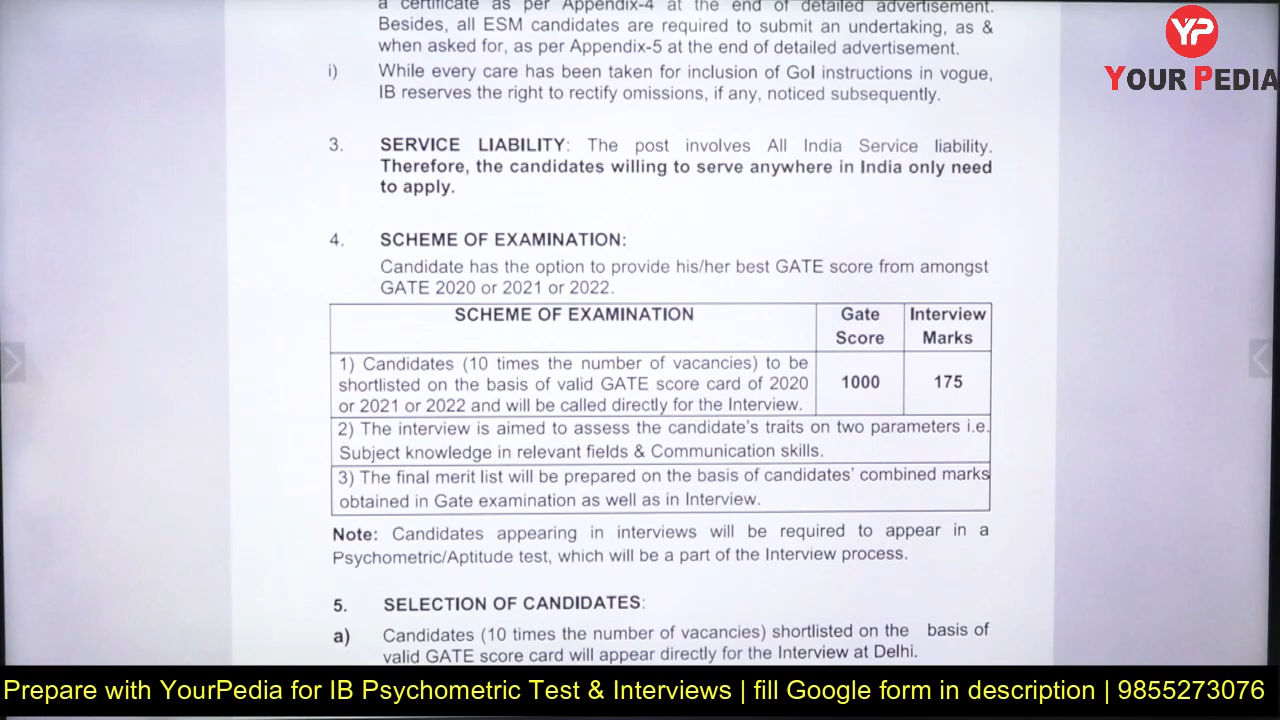 a certificate as per Appendix-4 at the end of detailed advertisement.
Besides, all ESM candidates are required to submit an undertaking, as &
when asked for, as per Appendix-5 at the end of detailed advertisement.
i) While every care has been taken for inclusion of GoI instructions in vogue,
IB reserves the right to rectify omissions, if any, noticed subsequently.
YP
YOUR PEDIA
3. SERVICE LIABILITY: The post involves All India Service liability.
Therefore, the candidates willing to serve anywhere in India only need
to apply.
4. SCHEME OF EXAMINATION:
Candidate has the option to provide his/her best GATE score from amongst
GATE 2020 or 2021 or 2022.
SCHEME OF EXAMINATION
Gate
Score
Interview
Marks
1) Candidates (10 times the number of vacancies) to be
shortlisted on the basis of valid GATE score card of 2020
or 2021 or 2022 and will be called directly for the Interview.
1000
175
2) The interview is aimed to assess the candidate's traits on two parameters i.e.
Subject knowledge in relevant fields & Communication skills.
3) The final merit list will be prepared on the basis of candidates' combined marks
obtained in Gate examination as well as in Interview.
Note: Candidates appearing in interviews will be required to appear in a
Psychometric/Aptitude test, which will be a part of the Interview process.
5. SELECTION OF CANDIDATES:
a) Candidates (10 times the number of vacancies) shortlisted on the basis of
valid GATE score card will appear directly for the Interview at Delhi.
Prepare with YourPedia for IB Psychometric Test & Interviews | fill Google form in description | 9855273076